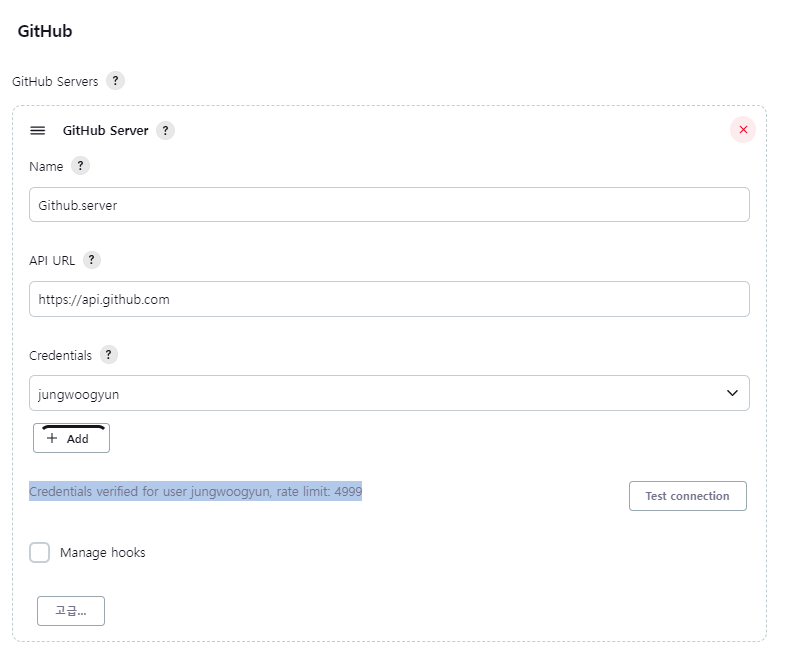 GitHub
GitHub Servers ?
GitHub Server ?
Name ?
Github.server
API URL ?
https://api.github.com
Credentials ?
jungwoogyun
+ Add
Credentials verified for user jungwoogyun, rate limit: 4999
Test connection
Manage hooks
고급...